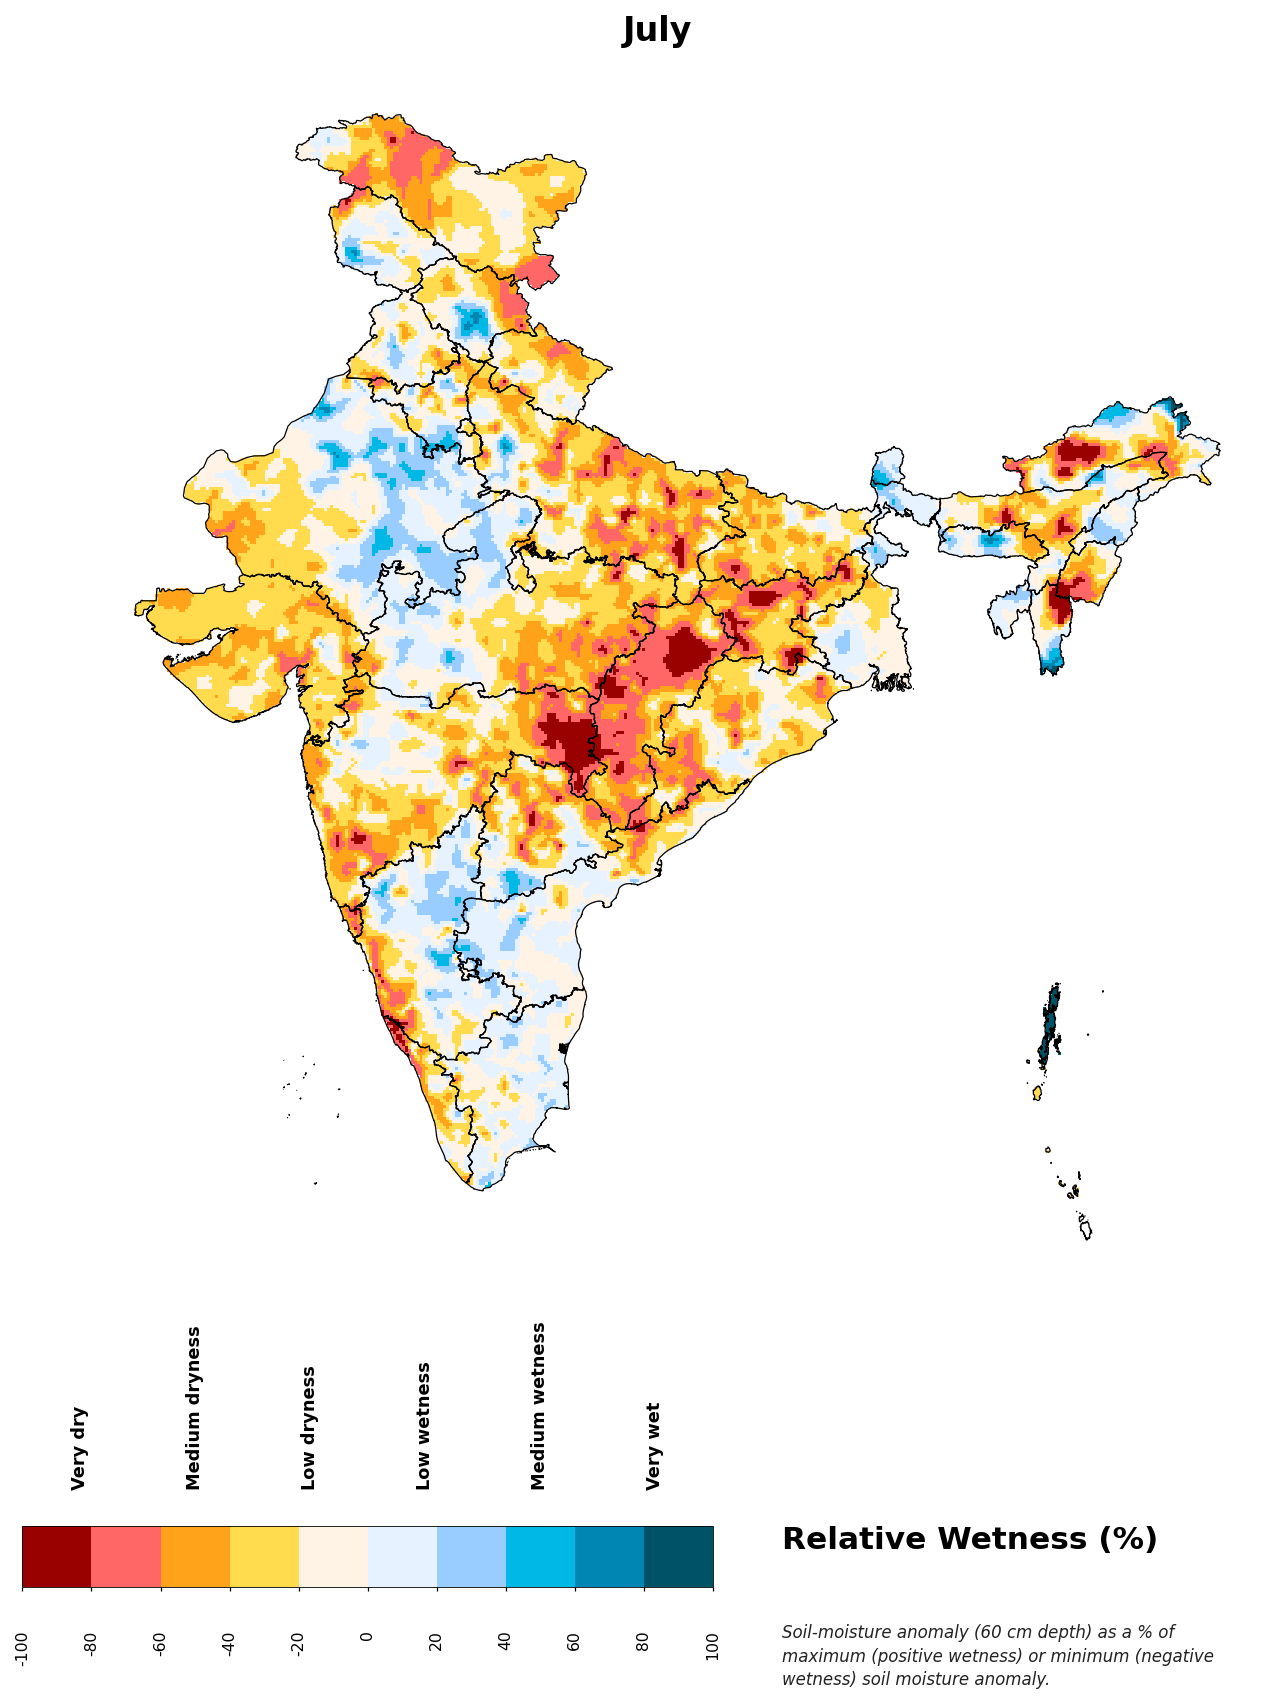 July
Very dry
Medium dryness
Low dryness
Low wetness
Medium wetness
Very wet
-100
-80
-60
-40
-20
0
20
40
60
80
100
Relative Wetness (%)
Soil-moisture anomaly (60 cm depth) as a % of
maximum (positive wetness) or minimum (negative
wetness) soil moisture anomaly.